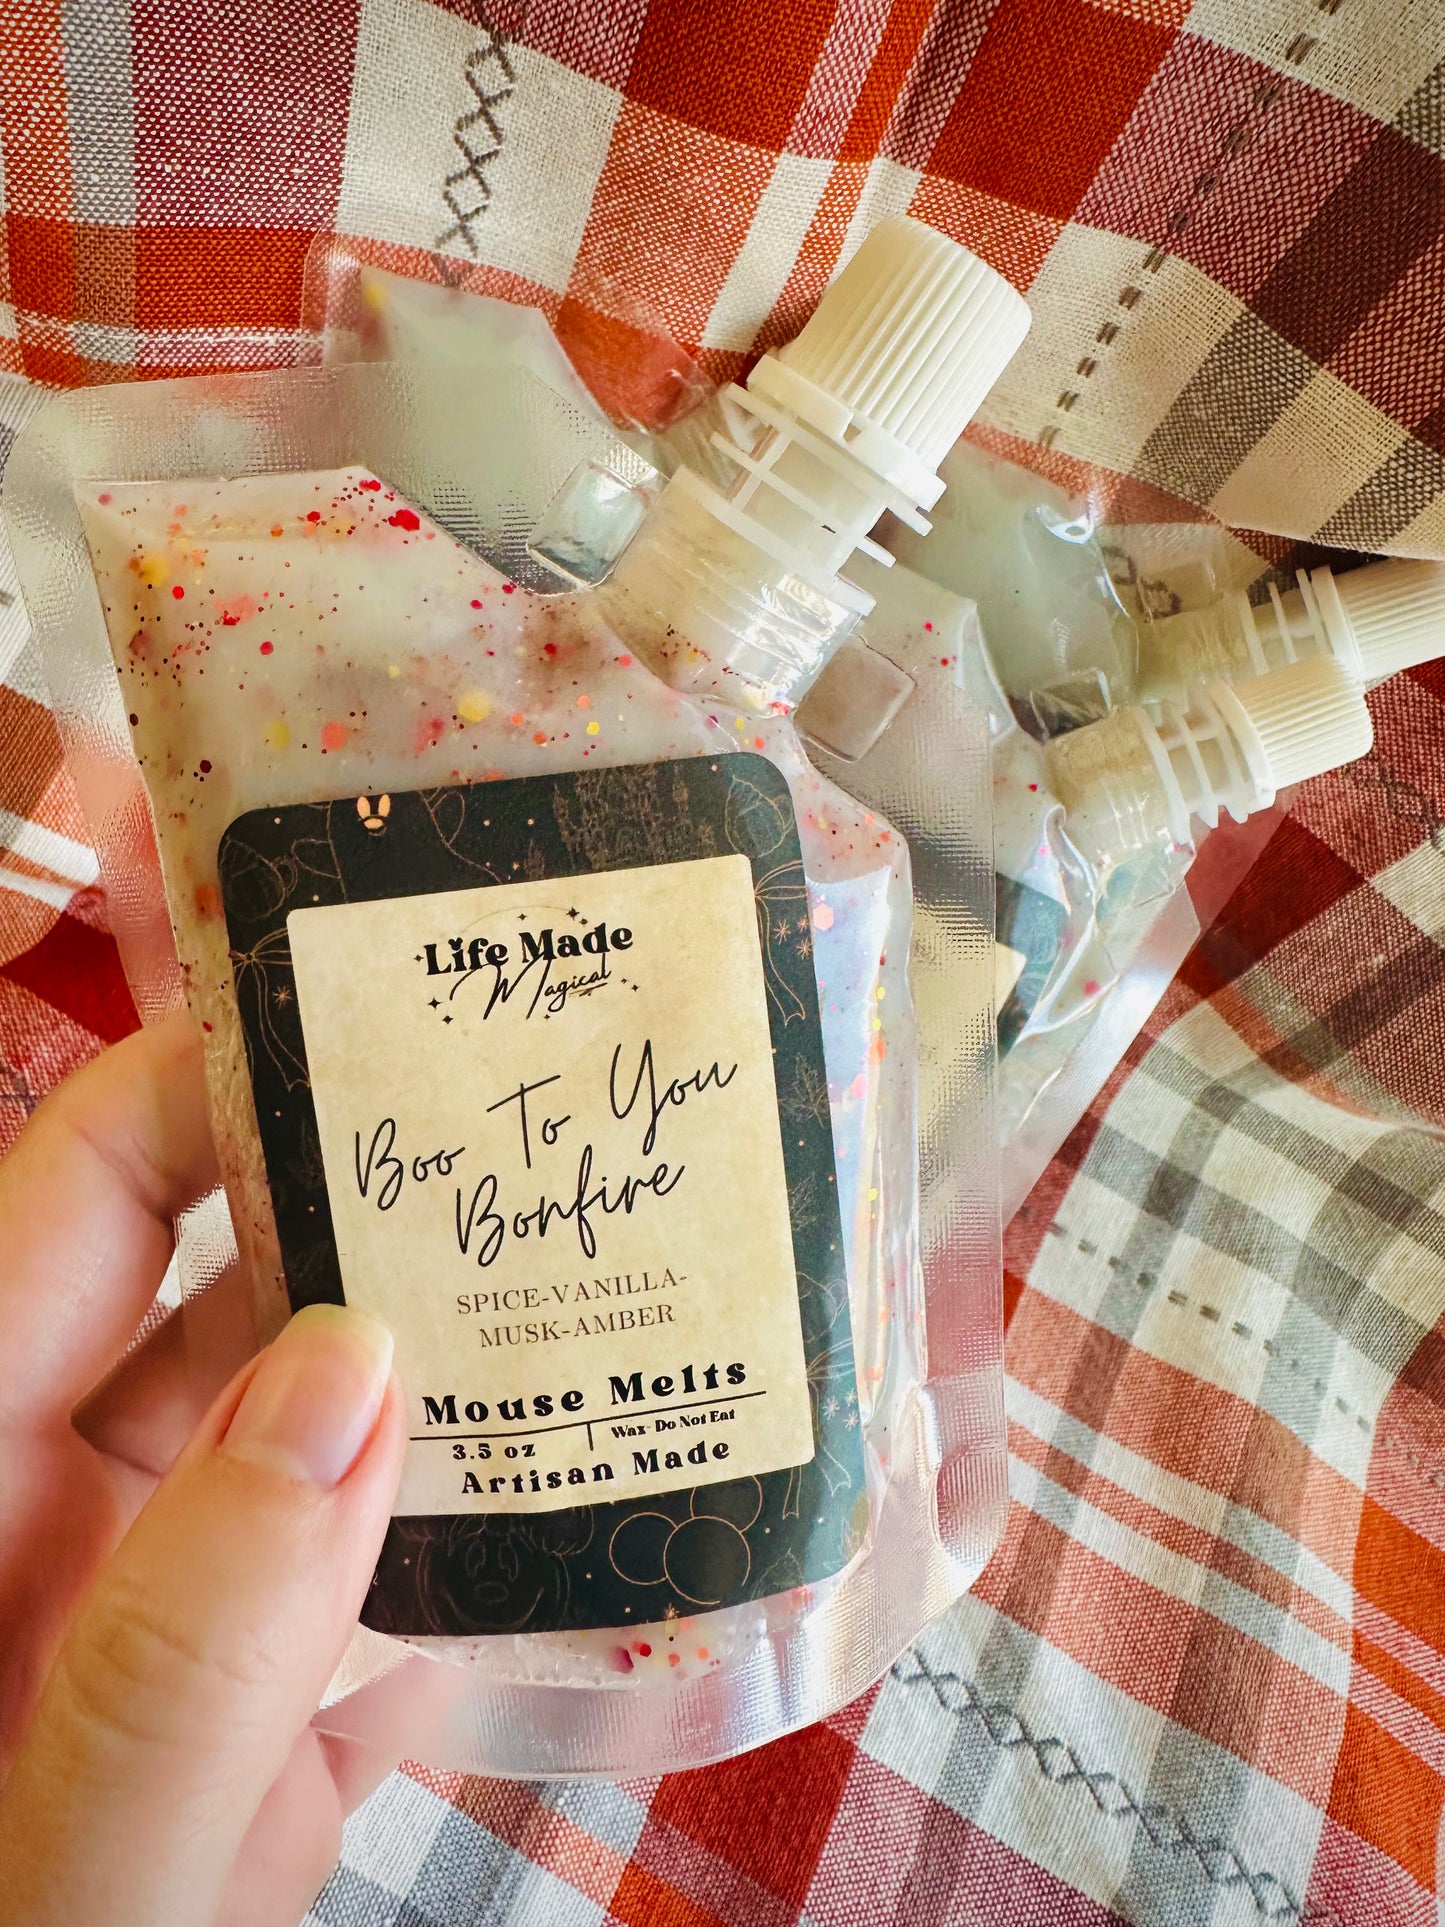 Life Made
Magical
Boo To You
Bonfire
SPICE-VANILLA-
MUSK-AMBER
Mouse Melts
3.5 oz | Wax- Do Not Eat
Artisan Made